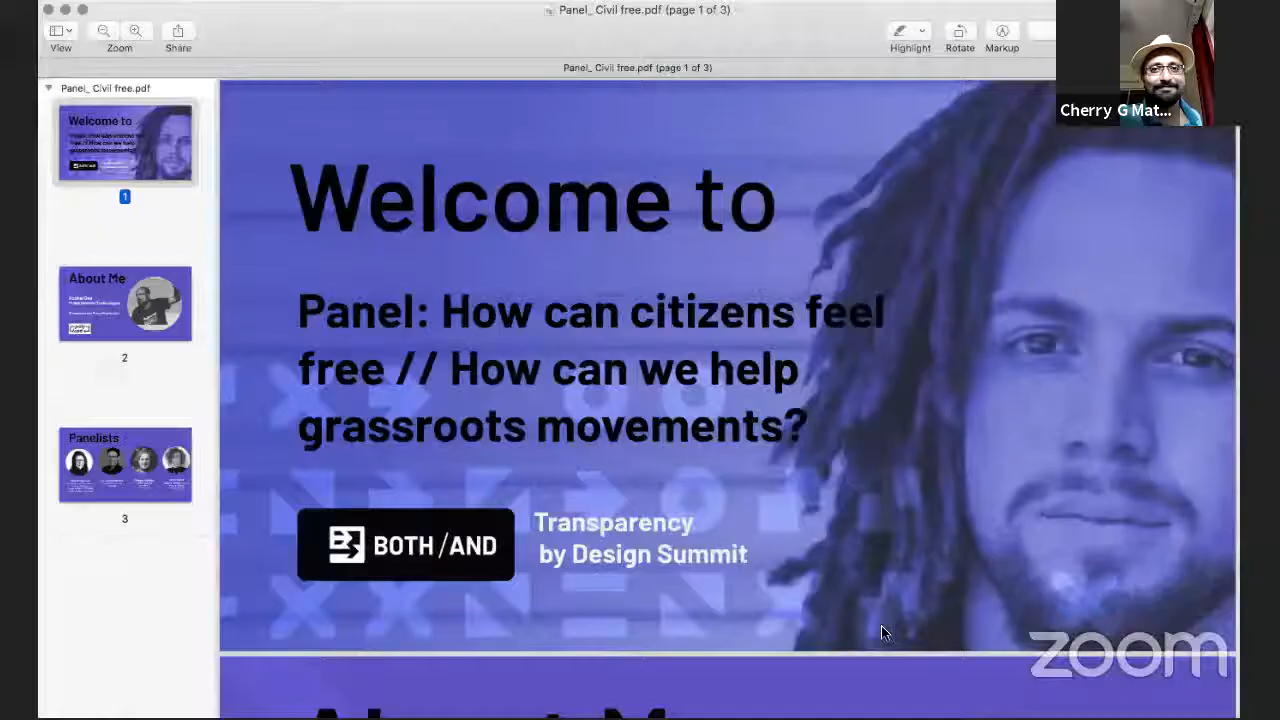 Panel_ Civil free.pdf (page 1 of 3)
View
Zoom
Share
Highlight
Rotate
Markup
Panel_ Civil free.pdf (page 1 of 3)
Cherry G Mat...
Panel_ Civil free.pdf
Welcome to
1
About Me
2
Panelists
3
Welcome to
Panel: How can citizens feel
free // How can we help
grassroots movements?
BOTH/AND
Transparency
by Design Summit
zoom